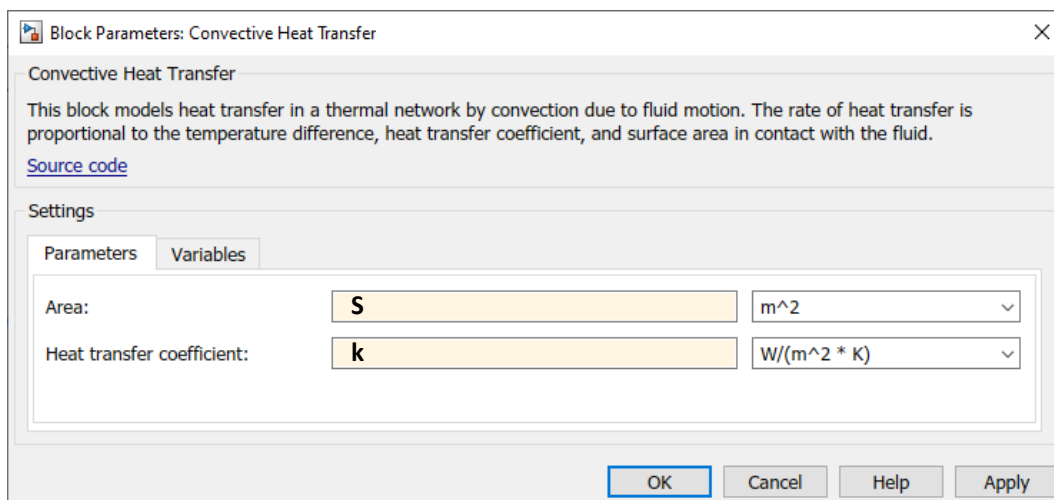 Block Parameters: Convective Heat Transfer
Convective Heat Transfer
This block models heat transfer in a thermal network by convection due to fluid motion. The rate of heat transfer is
proportional to the temperature difference, heat transfer coefficient, and surface area in contact with the fluid.
Source code
Settings
Parameters Variables
Area: S m^2
Heat transfer coefficient: k W/(m^2 * K)
OK Cancel Help Apply